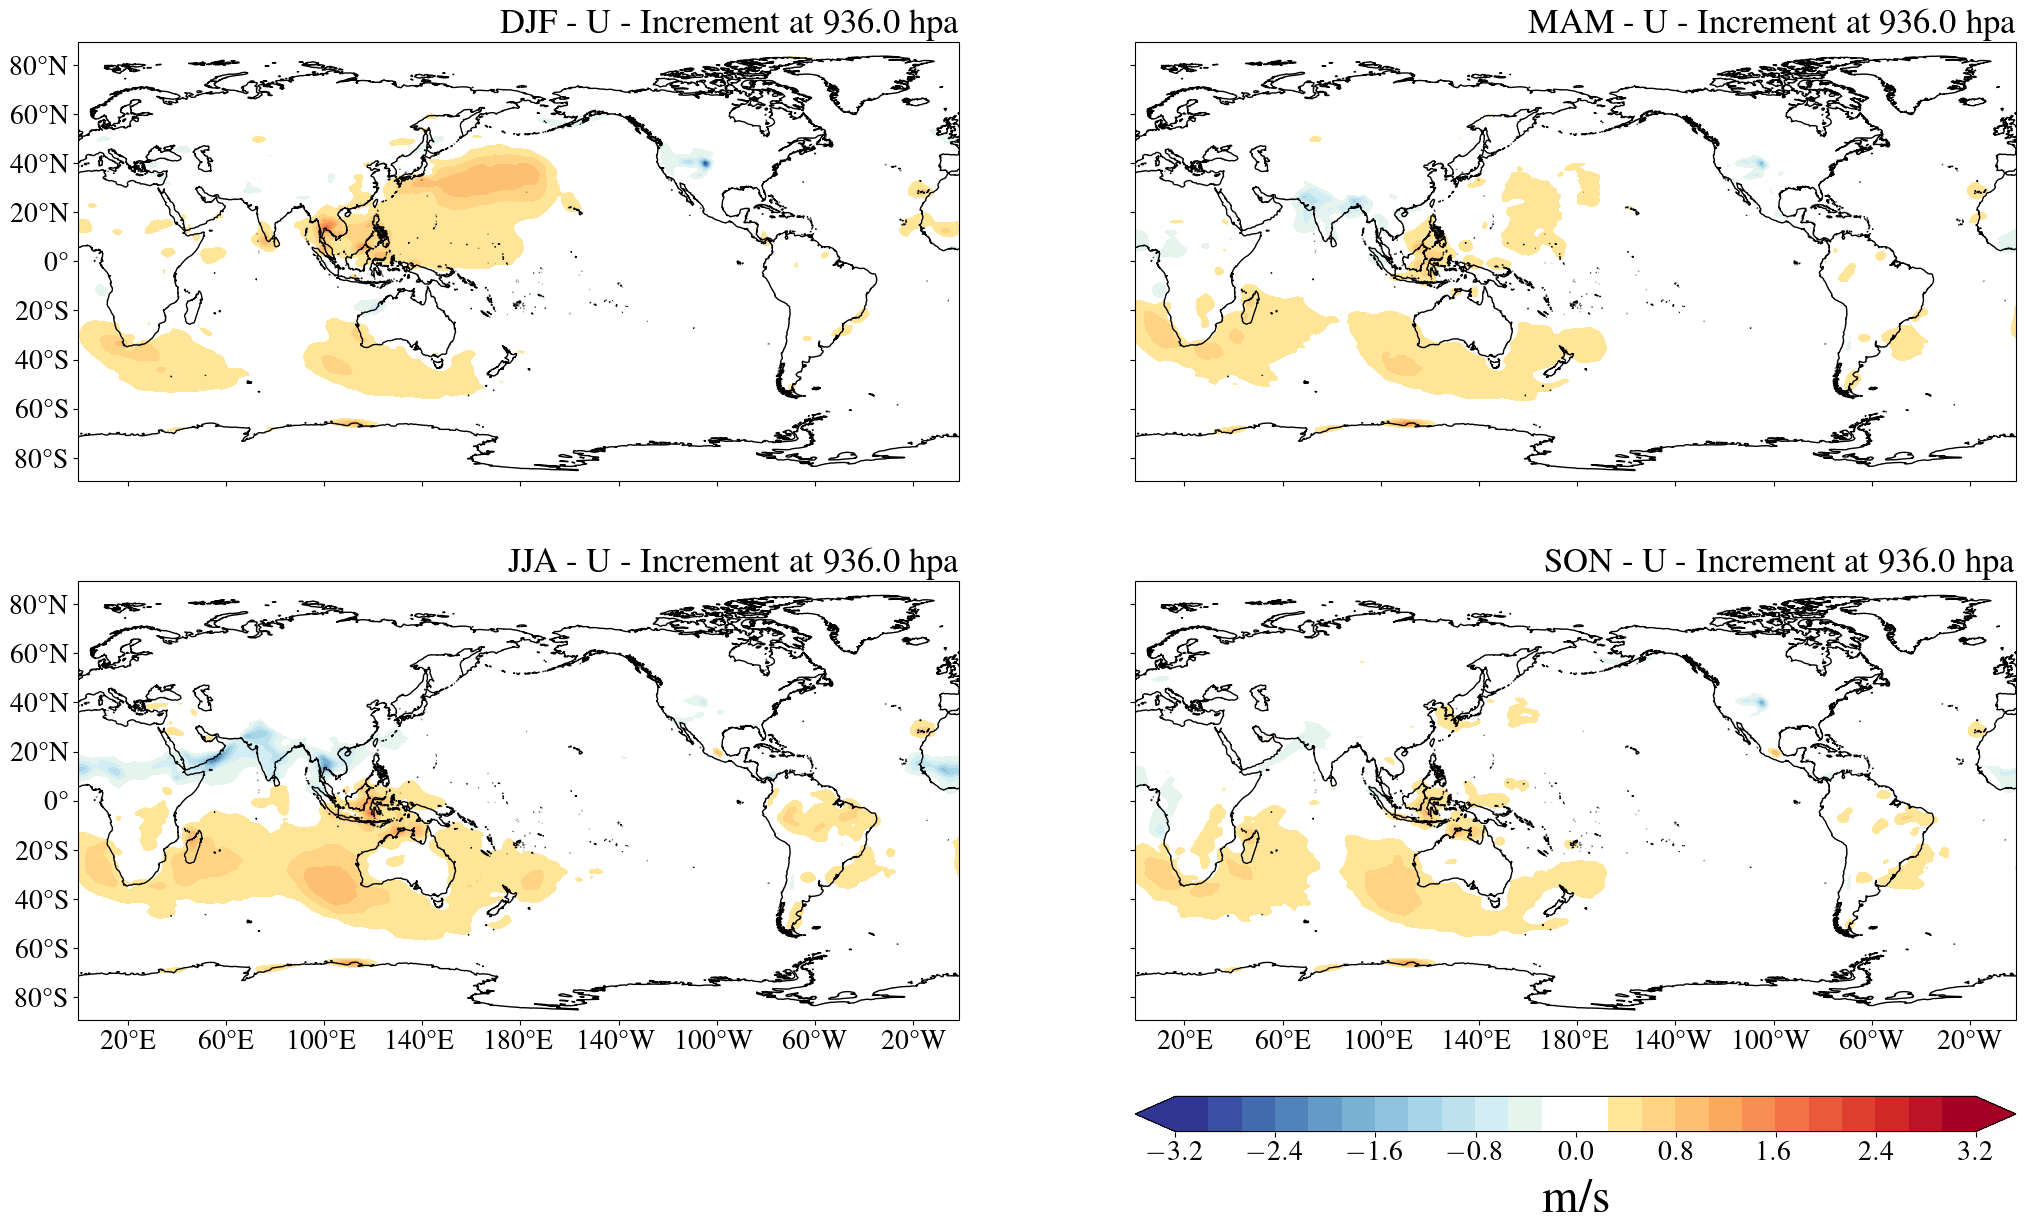 DJF - U - Increment at 936.0 hpa
MAM - U - Increment at 936.0 hpa
80°N
60°N
40°N
20°N
0°
20°S
40°S
60°S
80°S
JJA - U - Increment at 936.0 hpa
SON - U - Increment at 936.0 hpa
80°N
60°N
40°N
20°N
0°
20°S
40°S
60°S
80°S
20°E 60°E 100°E 140°E 180°E 140°W 100°W 60°W 20°W
20°E 60°E 100°E 140°E 180°E 140°W 100°W 60°W 20°W
−3.2 −2.4 −1.6 −0.8 0.0 0.8 1.6 2.4 3.2
m/s